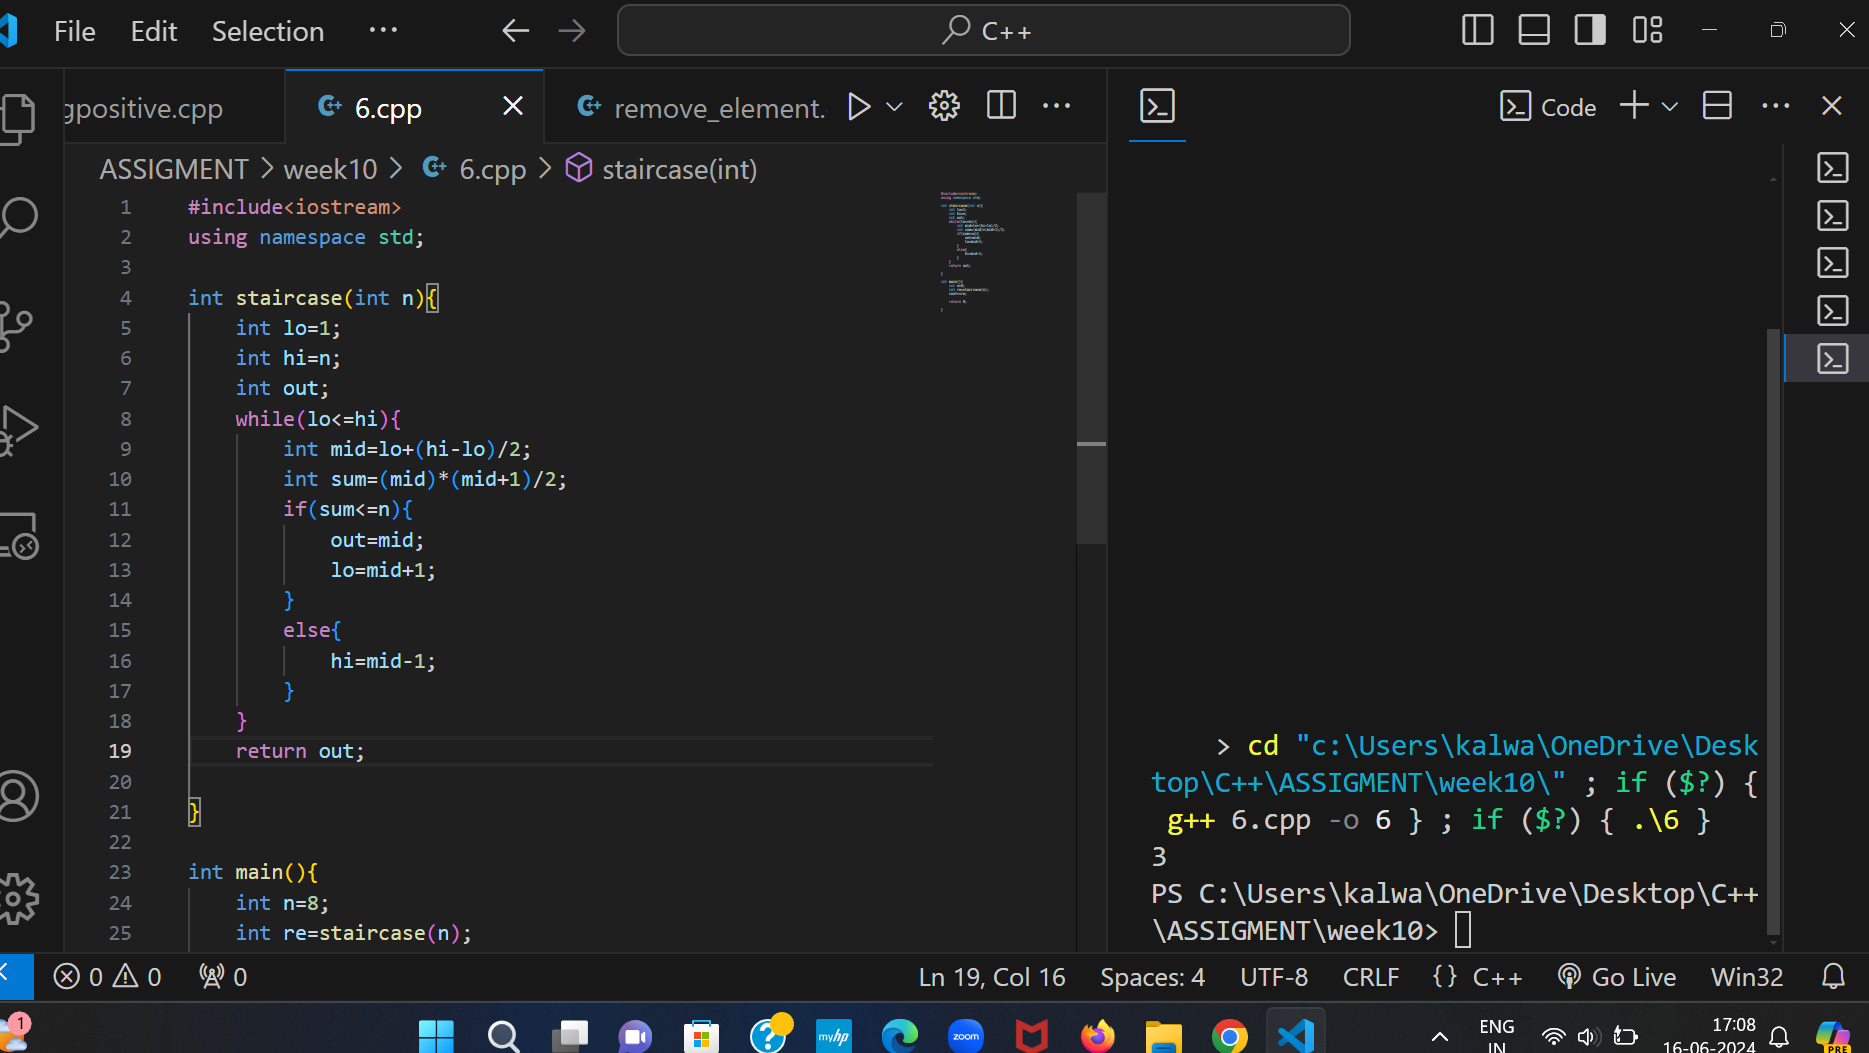 File Edit Selection ··· C++
gpositive.cpp 6.cpp remove_element. Code
ASSIGMENT > week10 > 6.cpp > staircase(int)
1 #include<iostream>
2 using namespace std;
3
4 int staircase(int n){
5 int lo=1;
6 int hi=n;
7 int out;
8 while(lo<=hi){
9 int mid=lo+(hi-lo)/2;
10 int sum=(mid)*(mid+1)/2;
11 if(sum<=n){
12 out=mid;
13 lo=mid+1;
14 }
15 else{
16 hi=mid-1;
17 }
18 }
19 return out;
20
21 }
22
23 int main(){
24 int n=8;
25 int re=staircase(n);
> cd "c:\Users\kalwa\OneDrive\Desk
top\C++\ASSIGMENT\week10\" ; if ($?) {
g++ 6.cpp -o 6 } ; if ($?) { .\6 }
3
PS C:\Users\kalwa\OneDrive\Desktop\C++
\ASSIGMENT\week10>
0 0 0 Ln 19, Col 16 Spaces: 4 UTF-8 CRLF {} C++ Go Live Win32
1 myhp zoom ENG IN 17:08 16-06-2024 PRE